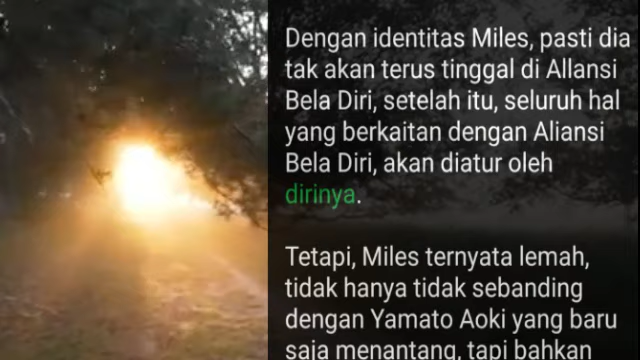 Dengan identitas Miles, pasti dia
tak akan terus tinggal di Allansi
Bela Diri, setelah itu, seluruh hal
yang berkaitan dengan Aliansi
Bela Diri, akan diatur oleh
dirinya.
Tetapi, Miles ternyata lemah,
tidak hanya tidak sebanding
dengan Yamato Aoki yang baru
saja menantang, tapi bahkan